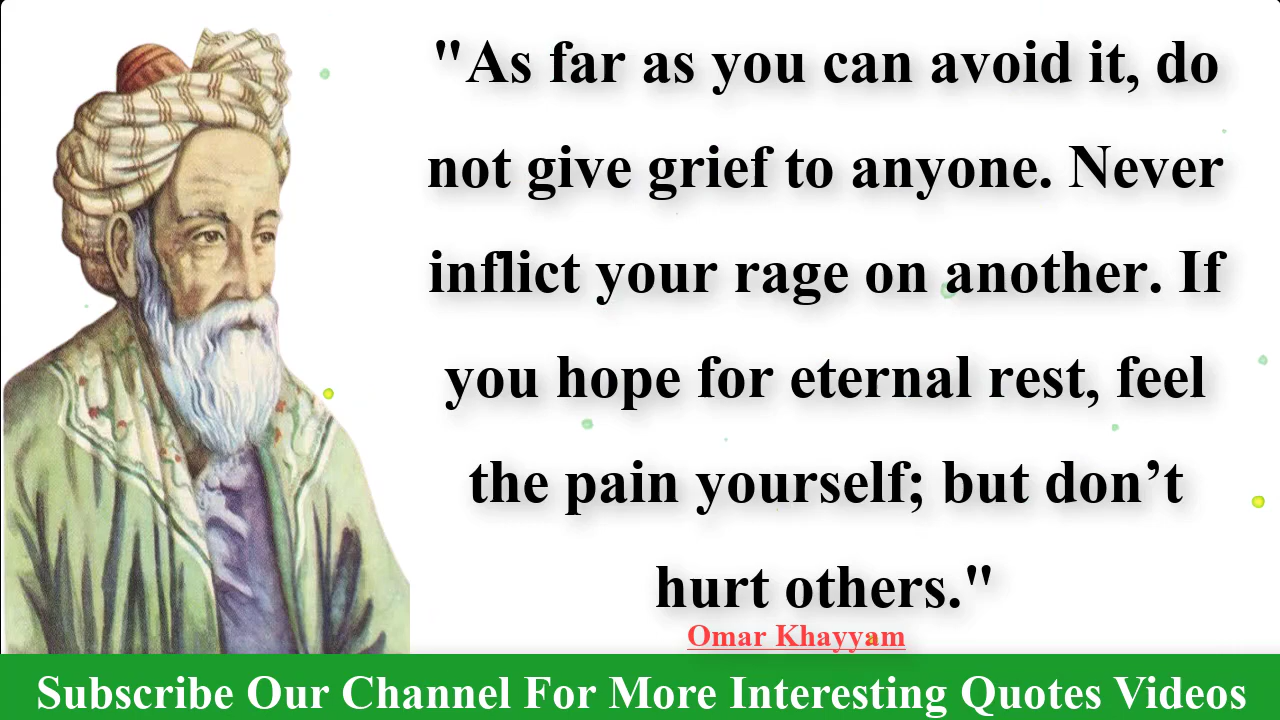 "As far as you can avoid it, do
not give grief to anyone. Never
inflict your rage on another. If
you hope for eternal rest, feel
the pain yourself; but don’t
hurt others."
Omar Khayyam
Subscribe Our Channel For More Interesting Quotes Videos